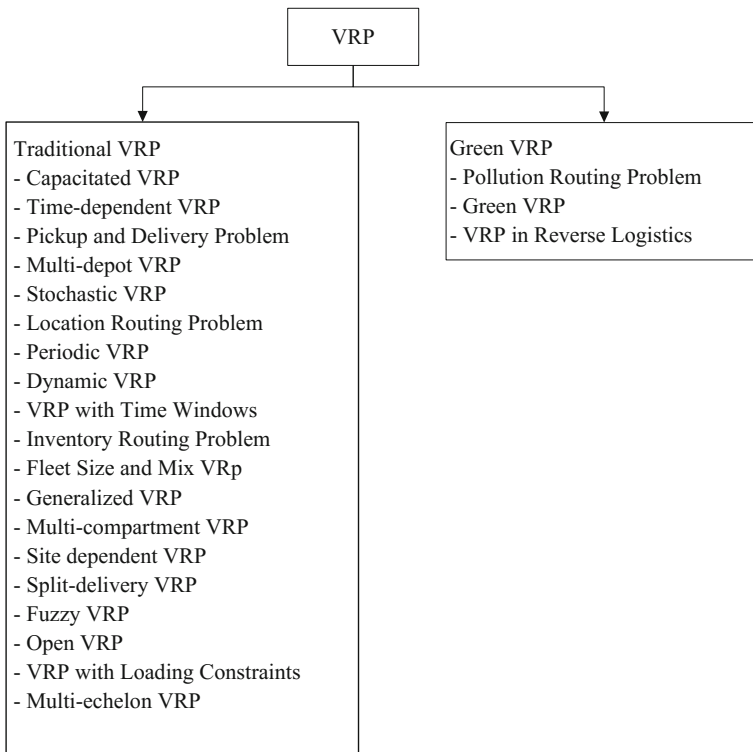 VRP
Traditional VRP
- Capacitated VRP
- Time-dependent VRP
- Pickup and Delivery Problem
- Multi-depot VRP
- Stochastic VRP
- Location Routing Problem
- Periodic VRP
- Dynamic VRP
- VRP with Time Windows
- Inventory Routing Problem
- Fleet Size and Mix VRp
- Generalized VRP
- Multi-compartment VRP
- Site dependent VRP
- Split-delivery VRP
- Fuzzy VRP
- Open VRP
- VRP with Loading Constraints
- Multi-echelon VRP
Green VRP
- Pollution Routing Problem
- Green VRP
- VRP in Reverse Logistics